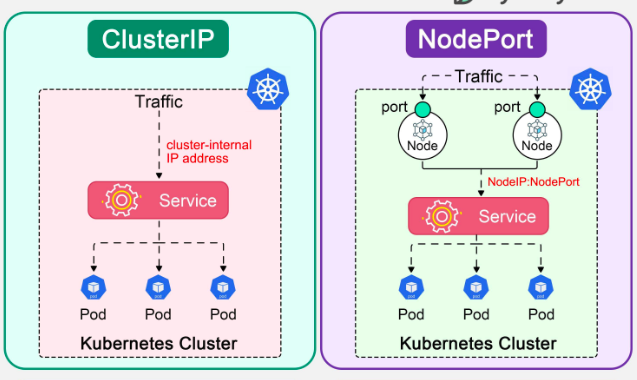 ClusterIP
Traffic
cluster-internal
IP address
Service
Pod Pod Pod
Kubernetes Cluster
NodePort
Traffic
port port
Node Node
NodeIP:NodePort
Service
Pod Pod Pod
Kubernetes Cluster